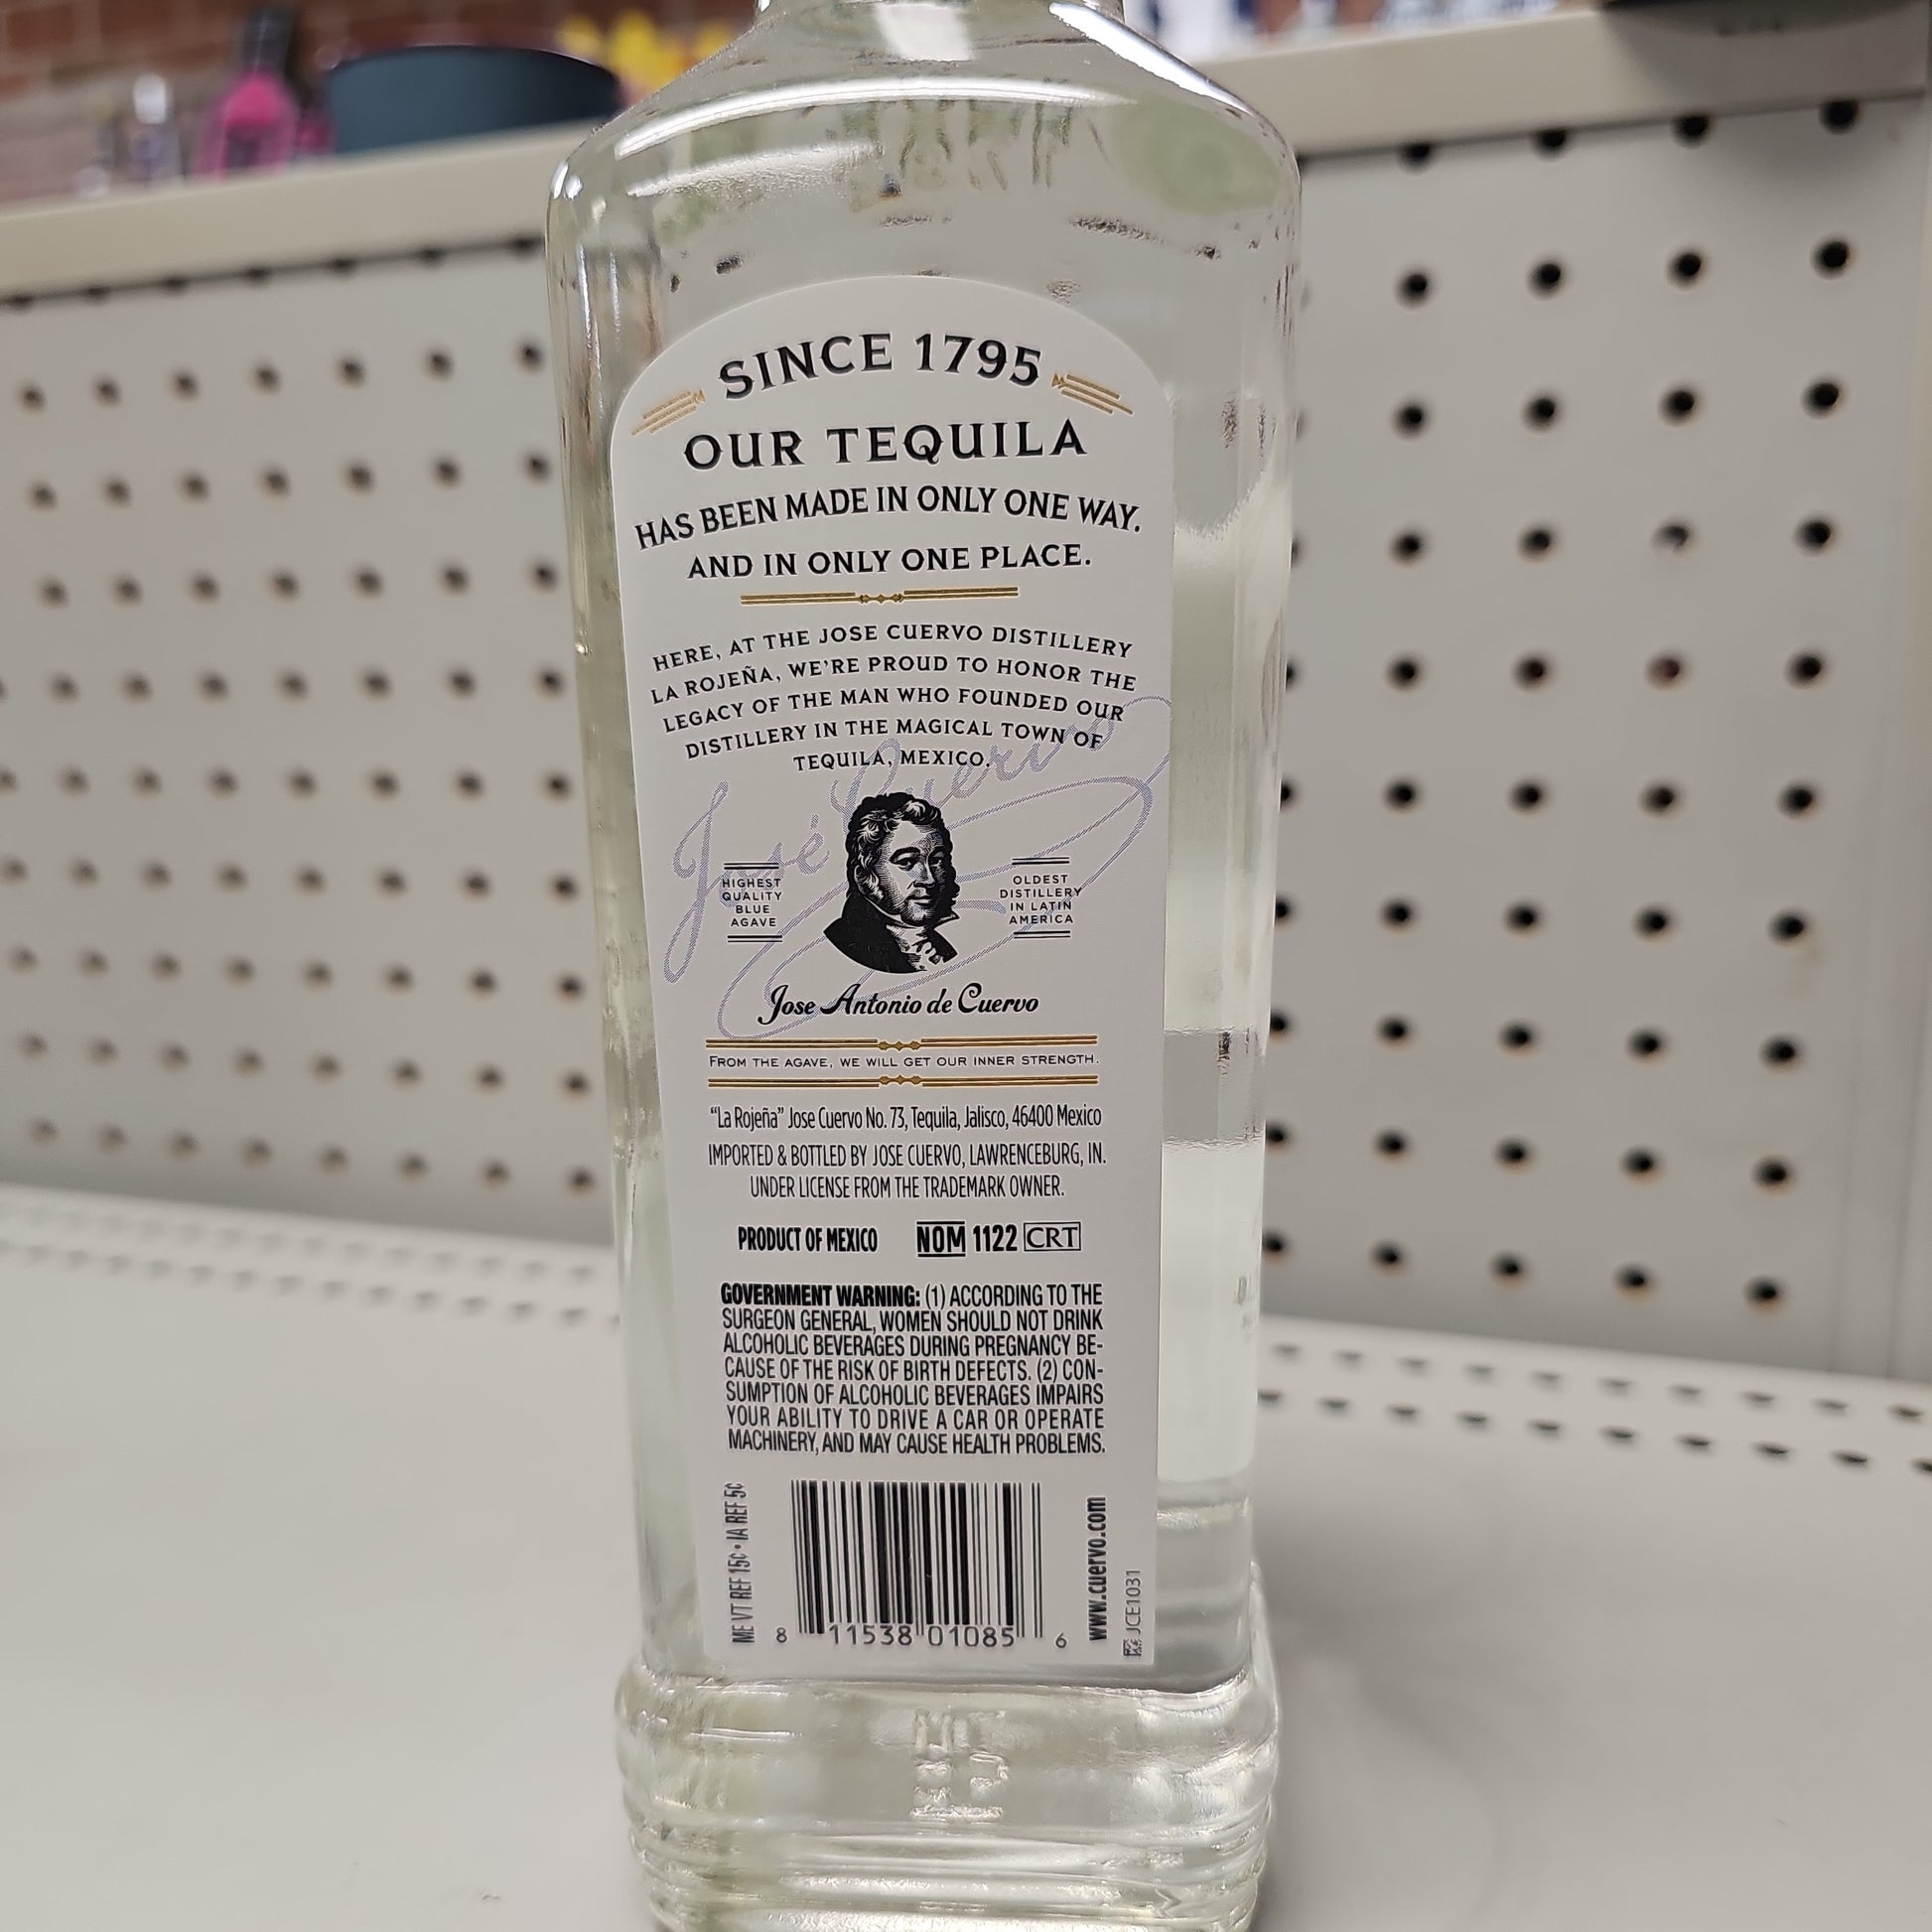 SINCE 1795
OUR TEQUILA
HAS BEEN MADE IN ONLY ONE WAY.
AND IN ONLY ONE PLACE.
HERE, AT THE JOSE CUERVO DISTILLERY
LA ROJEÑA, WE'RE PROUD TO HONOR THE
LEGACY OF THE MAN WHO FOUNDED OUR
DISTILLERY IN THE MAGICAL TOWN OF
TEQUILA, MEXICO.
José Cuervo
HIGHEST
QUALITY
BLUE
AGAVE
OLDEST
DISTILLERY
IN LATIN
AMERICA
Jose Antonio de Cuervo
FROM THE AGAVE, WE WILL GET OUR INNER STRENGTH.
"La Rojeña" Jose Cuervo No. 73, Tequila, Jalisco, 46400 Mexico
IMPORTED & BOTTLED BY JOSE CUERVO, LAWRENCEBURG, IN.
UNDER LICENSE FROM THE TRADEMARK OWNER.
PRODUCT OF MEXICO NOM 1122 CRT
GOVERNMENT WARNING: (1) ACCORDING TO THE
SURGEON GENERAL, WOMEN SHOULD NOT DRINK
ALCOHOLIC BEVERAGES DURING PREGNANCY BE-
CAUSE OF THE RISK OF BIRTH DEFECTS. (2) CON-
SUMPTION OF ALCOHOLIC BEVERAGES IMPAIRS
YOUR ABILITY TO DRIVE A CAR OR OPERATE
MACHINERY, AND MAY CAUSE HEALTH PROBLEMS.
ME VT REF 15¢ • IA REF 5¢
8 11538 01085 6
www.cuervo.com
JCE1031